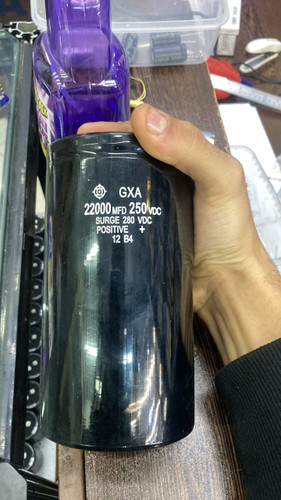 GXA
22000 MFD 250 VDC
SURGE 280 VDC
POSITIVE +
12 B4